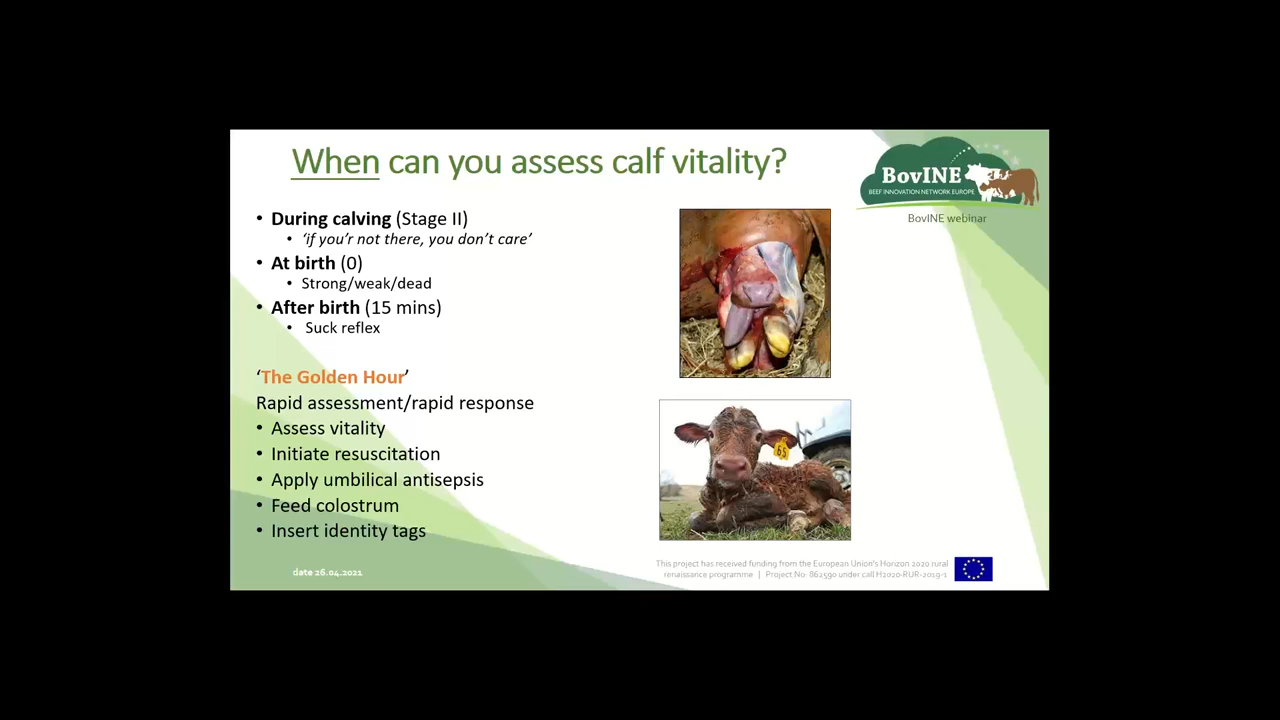 When can you assess calf vitality?
BovINE
BEEF INNOVATION NETWORK EUROPE
BovINE webinar
• During calving (Stage II)
• ‘if you’r not there, you don’t care’
• At birth (0)
• Strong/weak/dead
• After birth (15 mins)
• Suck reflex
‘The Golden Hour’
Rapid assessment/rapid response
• Assess vitality
• Initiate resuscitation
• Apply umbilical antisepsis
• Feed colostrum
• Insert identity tags
65
date 26.04.2021
This project has received funding from the European Union's Horizon 2020 rural
renaissance programme | Project No: 862590 under call H2020-RUR-2019-1